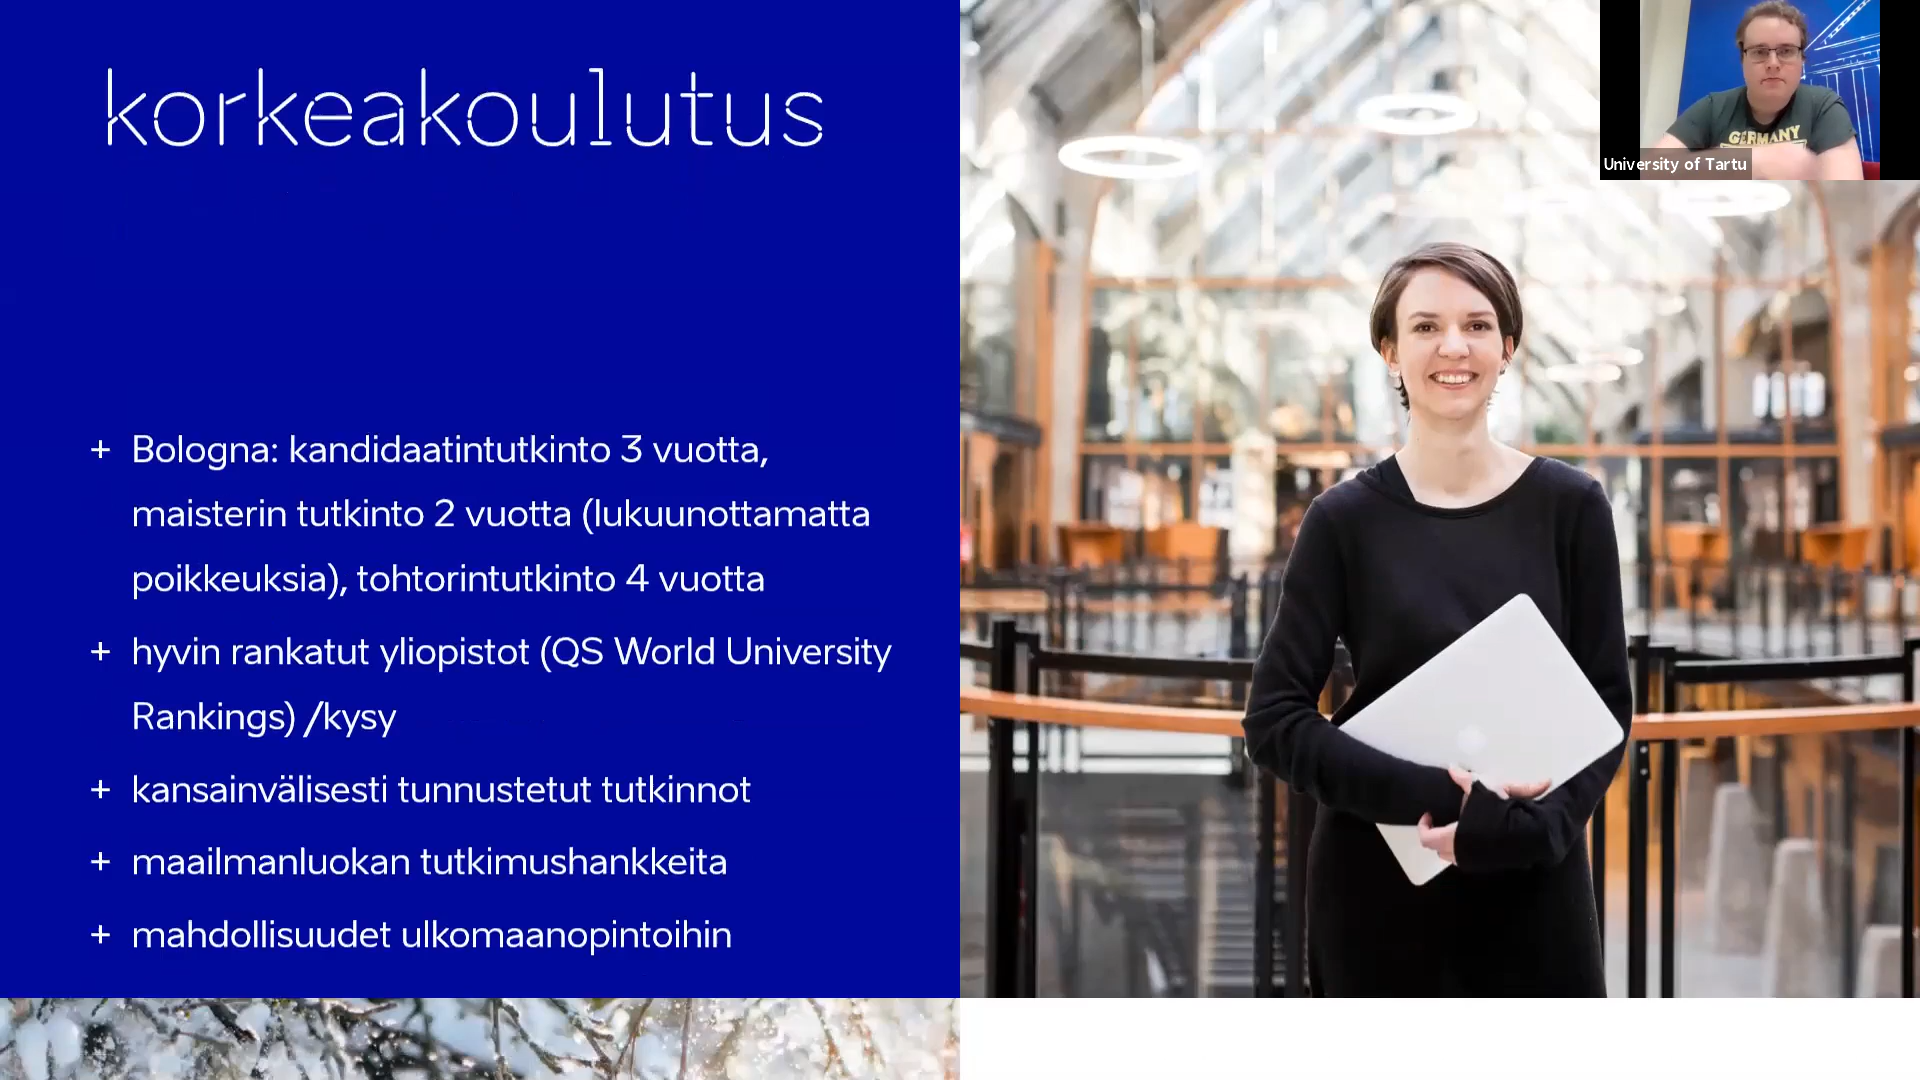 korkeakoulutus
+ Bologna: kandidaatintutkinto 3 vuotta,
maisterin tutkinto 2 vuotta (lukuunottamatta
poikkeuksia), tohtorintutkinto 4 vuotta
+ hyvin rankatut yliopistot (QS World University
Rankings) /kysy
+ kansainvälisesti tunnustetut tutkinnot
+ maailmanluokan tutkimushankkeita
+ mahdollisuudet ulkomaanopintoihin
GERMANY
University of Tartu